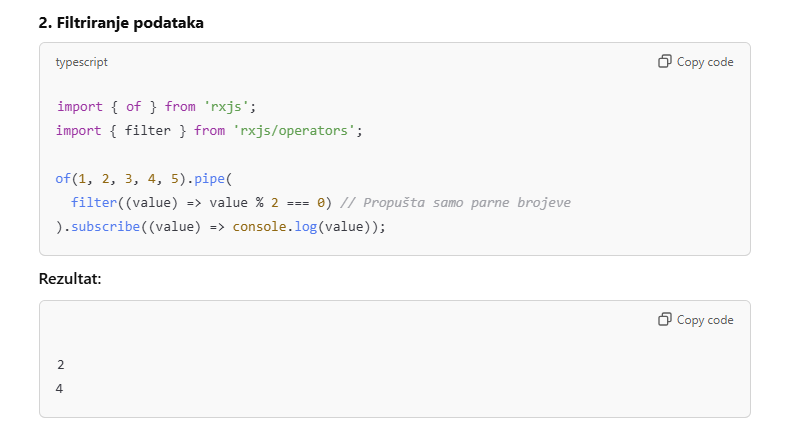 2. Filtriranje podataka
typescript
Copy code
import { of } from 'rxjs';
import { filter } from 'rxjs/operators';
of(1, 2, 3, 4, 5).pipe(
filter((value) => value % 2 === 0) // Propušta samo parne brojeve
).subscribe((value) => console.log(value));
Rezultat:
Copy code
2
4